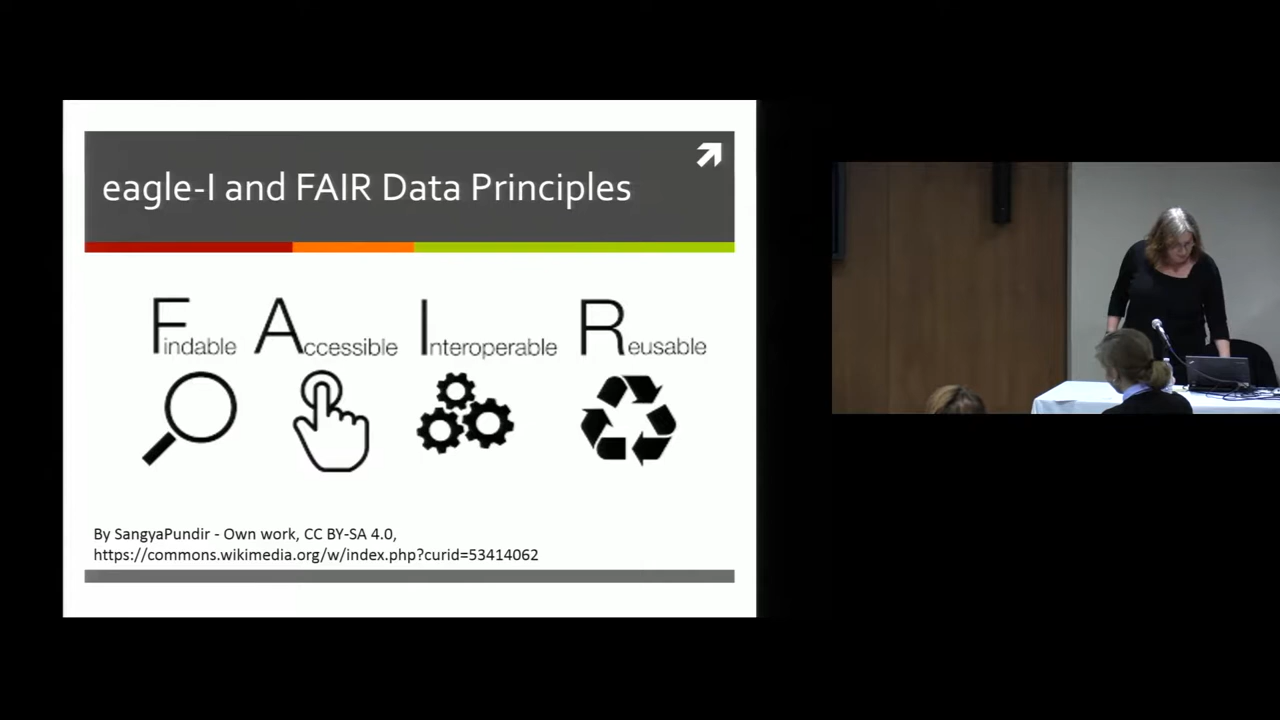 eagle-I and FAIR Data Principles
Findable Accessible Interoperable Reusable
By SangyaPundir - Own work, CC BY-SA 4.0,
https://commons.wikimedia.org/w/index.php?curid=53414062